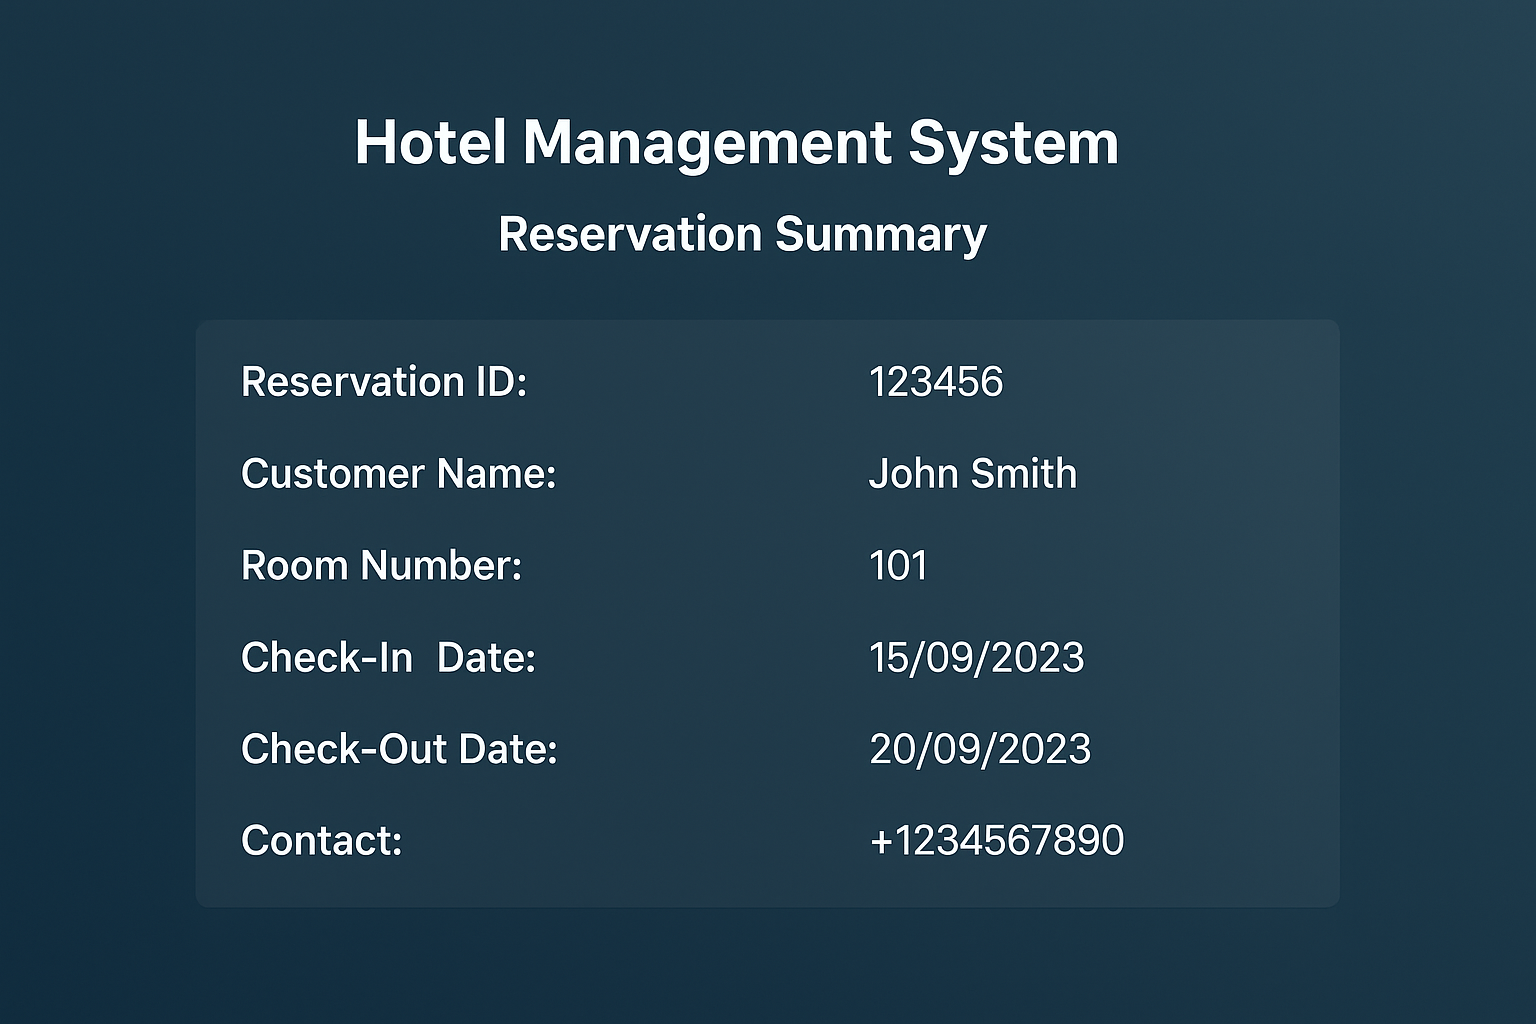 Hotel Management System
Reservation Summary
Reservation ID: 123456
Customer Name: John Smith
Room Number: 101
Check-In Date: 15/09/2023
Check-Out Date: 20/09/2023
Contact: +1234567890